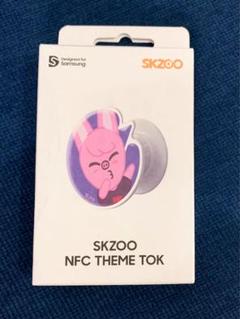 Designed for
Samsung
SKZOO
SKZOO
NFC THEME TOK